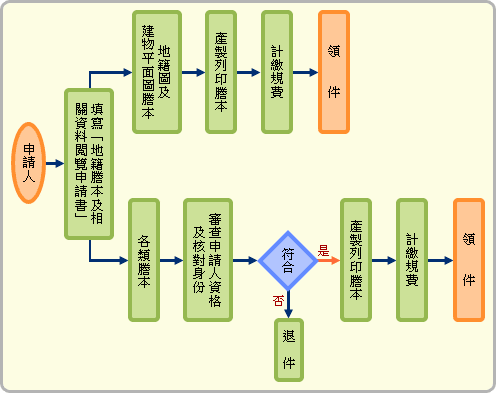 申請人
填寫「地籍謄本及相
關資料閱覽申請書」
地籍圖及
建物平面圖謄本
產製列印謄本
計繳規費
領件
各類謄本
審查申請人資格
及核對身份
符合
是
否
退件
產製列印謄本
計繳規費
領件